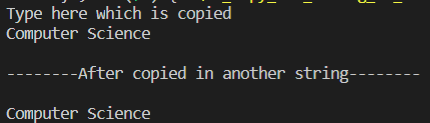 Type here which is copied
Computer Science
--------After copied in another string--------
Computer Science